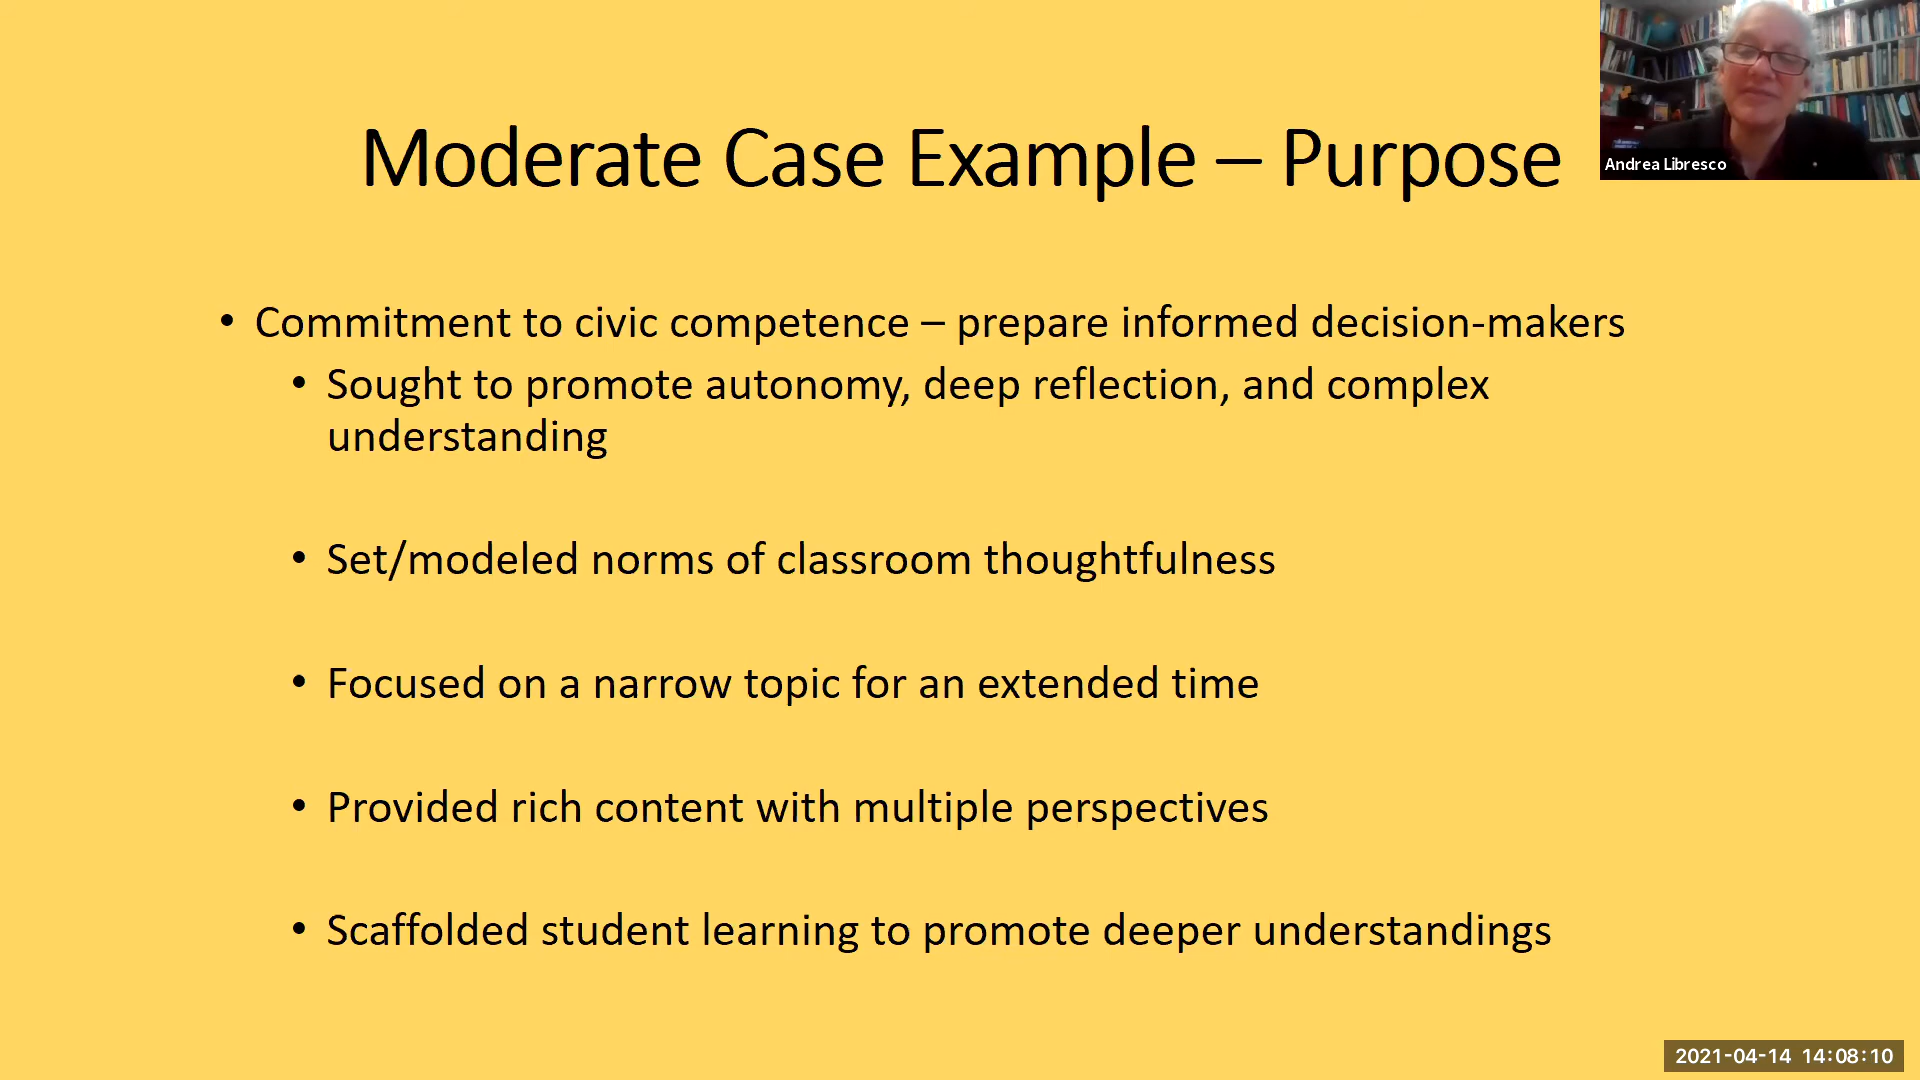 Moderate Case Example – Purpose
Andrea Libresco
• Commitment to civic competence – prepare informed decision-makers
• Sought to promote autonomy, deep reflection, and complex
understanding
• Set/modeled norms of classroom thoughtfulness
• Focused on a narrow topic for an extended time
• Provided rich content with multiple perspectives
• Scaffolded student learning to promote deeper understandings
2021-04-14 14:08:10